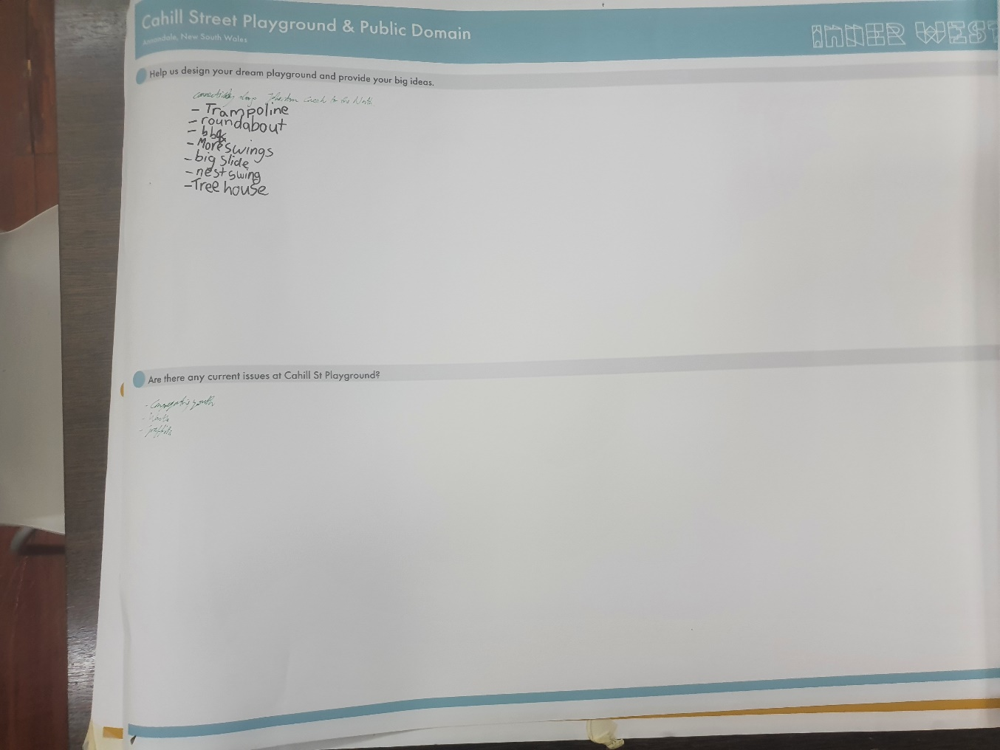 Cahill Street Playground & Public Domain
INNER WEST
Annandale, New South Wales
Help us design your dream playground and provide your big ideas.
connectivity along Johnston Creek to the North
- Trampoline
- roundabout
- bbq
- More swings
- big slide
- nest swing
- Tree house
Are there any current issues at Cahill St Playground?
- Congregating youth
- Waste
- graffiti